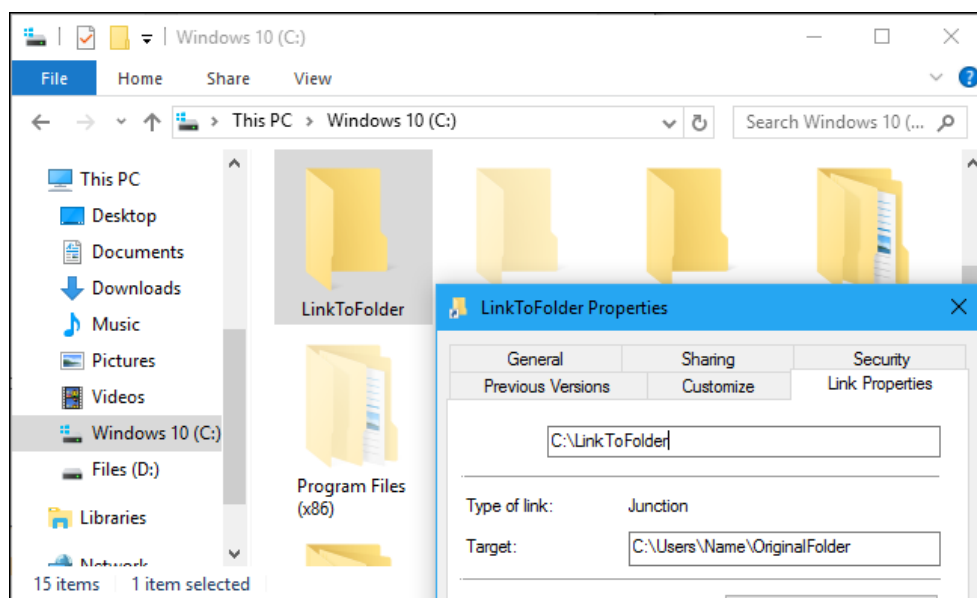 Windows 10 (C:)
File Home Share View
This PC Windows 10 (C:)
Search Windows 10 (...
This PC
Desktop
Documents
Downloads
Music
Pictures
Videos
Windows 10 (C:)
Files (D:)
Libraries
Network
LinkToFolder
Program Files
(x86)
15 items 1 item selected
LinkToFolder Properties
General Sharing Security
Previous Versions Customize Link Properties
C:\LinkToFolder
Type of link: Junction
Target: C:\Users\Name\OriginalFolder